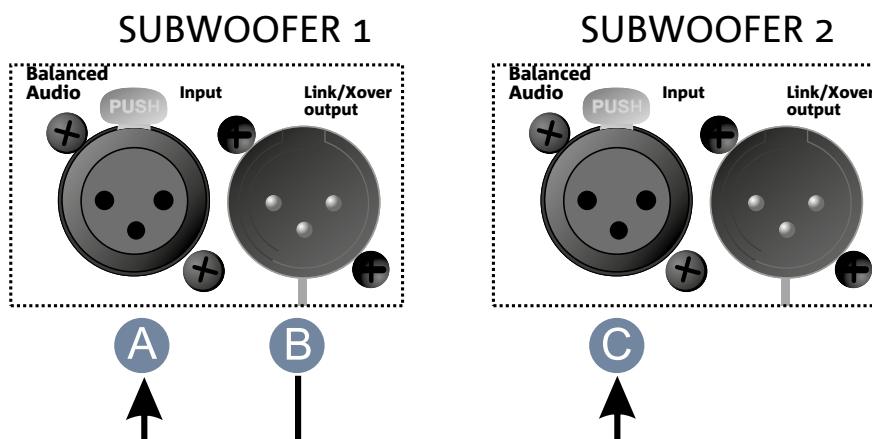 SUBWOOFER 1
SUBWOOFER 2
Balanced
Audio
PUSH
Input
Link/Xover
output
Balanced
Audio
PUSH
Input
Link/Xover
output
A
B
C